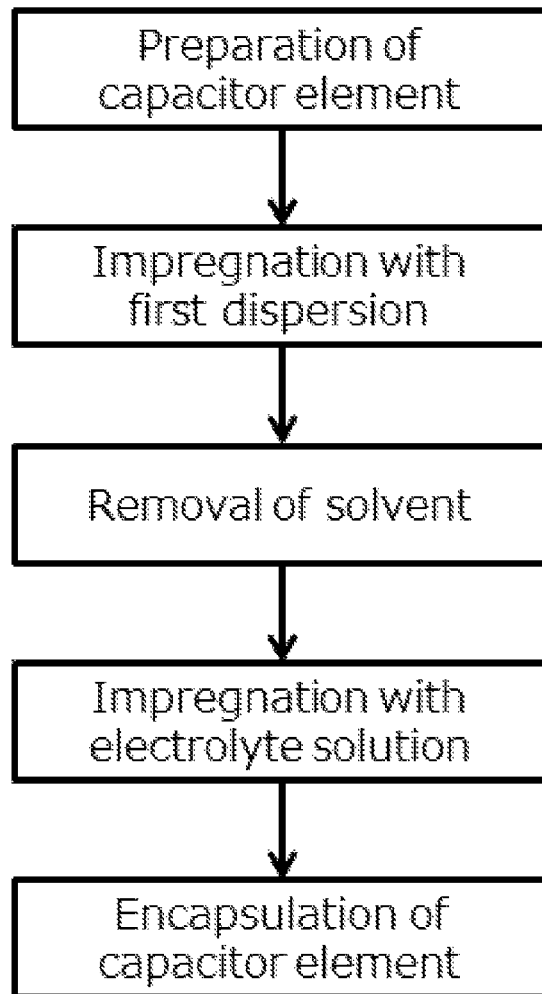 Preparation of
capacitor element
Impregnation with
first dispersion
Removal of solvent
Impregnation with
electrolyte solution
Encapsulation of
capacitor element